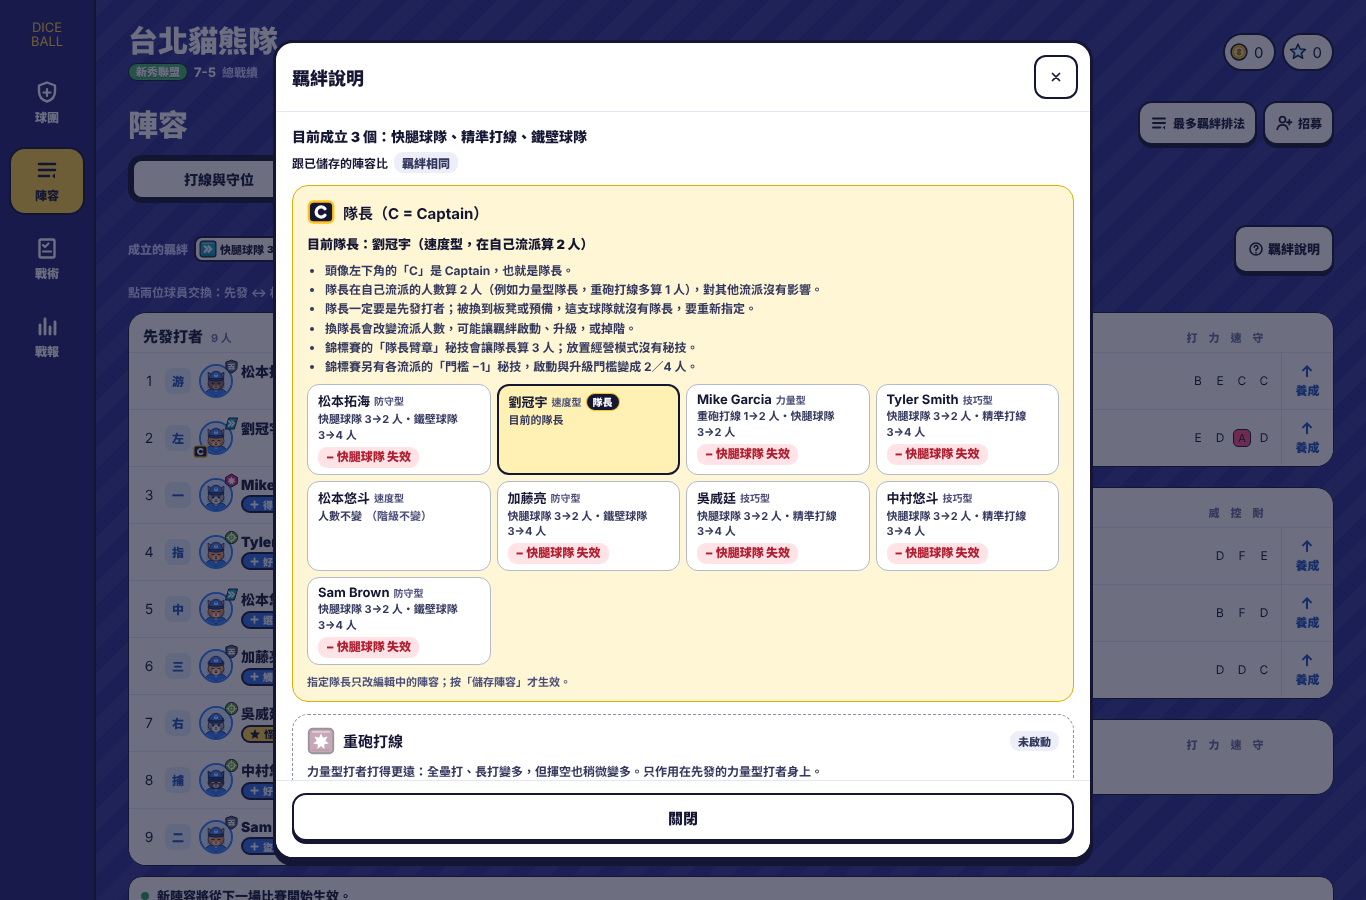 DICE
BALL
球團
陣容
戰術
戰報
台北貓熊隊
新秀聯盟 7-5 總戰績
0
0
陣容
最多羈絆排法
招募
打線與守位
成立的羈絆 快腿球隊 3
羈絆說明
點兩位球員交換：先發 ↔
先發打者 9 人
打 力 速 守
1 游 松本
B E C C
養成
2 左 C 劉冠宇
E D A D
養成
3 一 Mike
4 指 Tyle
威 控 耐
D F E
養成
5 中 松本
B F D
養成
6 三 加藤
D D C
養成
7 右 吳威
打 力 速 守
8 捕 中村
9 二 Sam
新陣容將從下一場比賽開始生效。
羈絆說明
×
目前成立 3 個：快腿球隊、精準打線、鐵壁球隊
跟已儲存的陣容比 羈絆相同
C 隊長（C = Captain）
目前隊長：劉冠宇（速度型，在自己流派算 2 人）
• 頭像左下角的「C」是 Captain，也就是隊長。
• 隊長在自己流派的人數算 2 人（例如力量型隊長，重砲打線多算 1 人），對其他流派沒有影響。
• 隊長一定要是先發打者；被換到板凳或預備，這支球隊就沒有隊長，要重新指定。
• 換隊長會改變流派人數，可能讓羈絆啟動、升級，或掉階。
• 錦標賽的「隊長臂章」秘技會讓隊長算 3 人；放置經營模式沒有秘技。
• 錦標賽另有各流派的「門檻 −1」秘技，啟動與升級門檻變成 2／4 人。
松本拓海 防守型
快腿球隊 3→2 人・鐵壁球隊
3→4 人
− 快腿球隊 失效
劉冠宇 速度型 隊長
目前的隊長
Mike Garcia 力量型
重砲打線 1→2 人・快腿球隊
3→2 人
− 快腿球隊 失效
Tyler Smith 技巧型
快腿球隊 3→2 人・精準打線
3→4 人
− 快腿球隊 失效
松本悠斗 速度型
人數不變 （階級不變）
加藤亮 防守型
快腿球隊 3→2 人・鐵壁球隊
3→4 人
− 快腿球隊 失效
吳威廷 技巧型
快腿球隊 3→2 人・精準打線
3→4 人
− 快腿球隊 失效
中村悠斗 技巧型
快腿球隊 3→2 人・精準打線
3→4 人
− 快腿球隊 失效
Sam Brown 防守型
快腿球隊 3→2 人・鐵壁球隊
3→4 人
− 快腿球隊 失效
指定隊長只改編輯中的陣容；按「儲存陣容」才生效。
重砲打線
未啟動
力量型打者打得更遠：全壘打、長打變多，但揮空也稍微變多。只作用在先發的力量型打者身上。
關閉